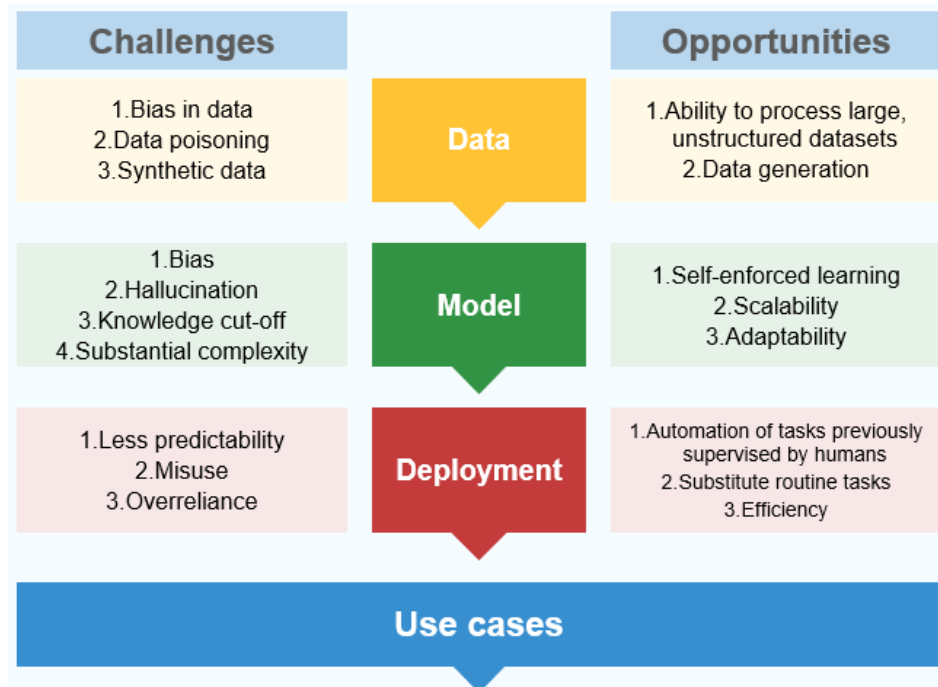 Challenges
Opportunities
1.Bias in data
2.Data poisoning
3.Synthetic data
Data
1.Ability to process large,
unstructured datasets
2.Data generation
1.Bias
2.Hallucination
3.Knowledge cut-off
4.Substantial complexity
Model
1.Self-enforced learning
2.Scalability
3.Adaptability
1.Less predictability
2.Misuse
3.Overreliance
Deployment
1.Automation of tasks previously
supervised by humans
2.Substitute routine tasks
3.Efficiency
Use cases